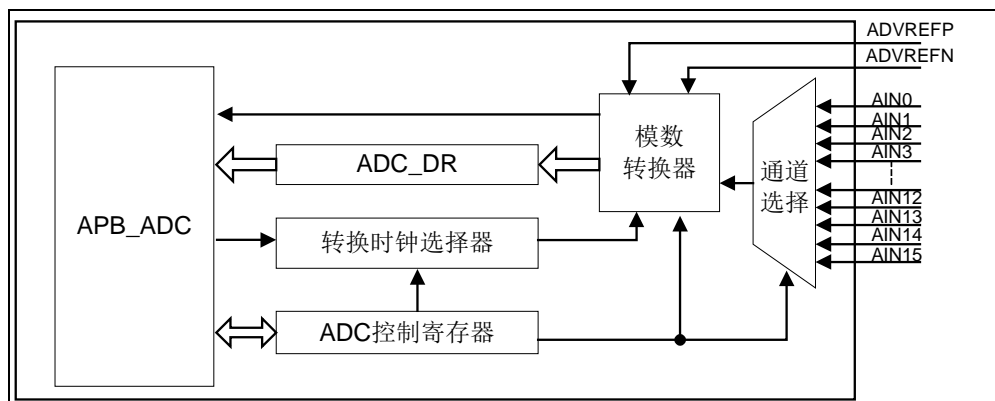 ADVREFP
ADVREFN
AIN0
AIN1
AIN2
AIN3
AIN12
AIN13
AIN14
AIN15
模数
转换器
通道
选择
ADC_DR
APB_ADC
转换时钟选择器
ADC控制寄存器